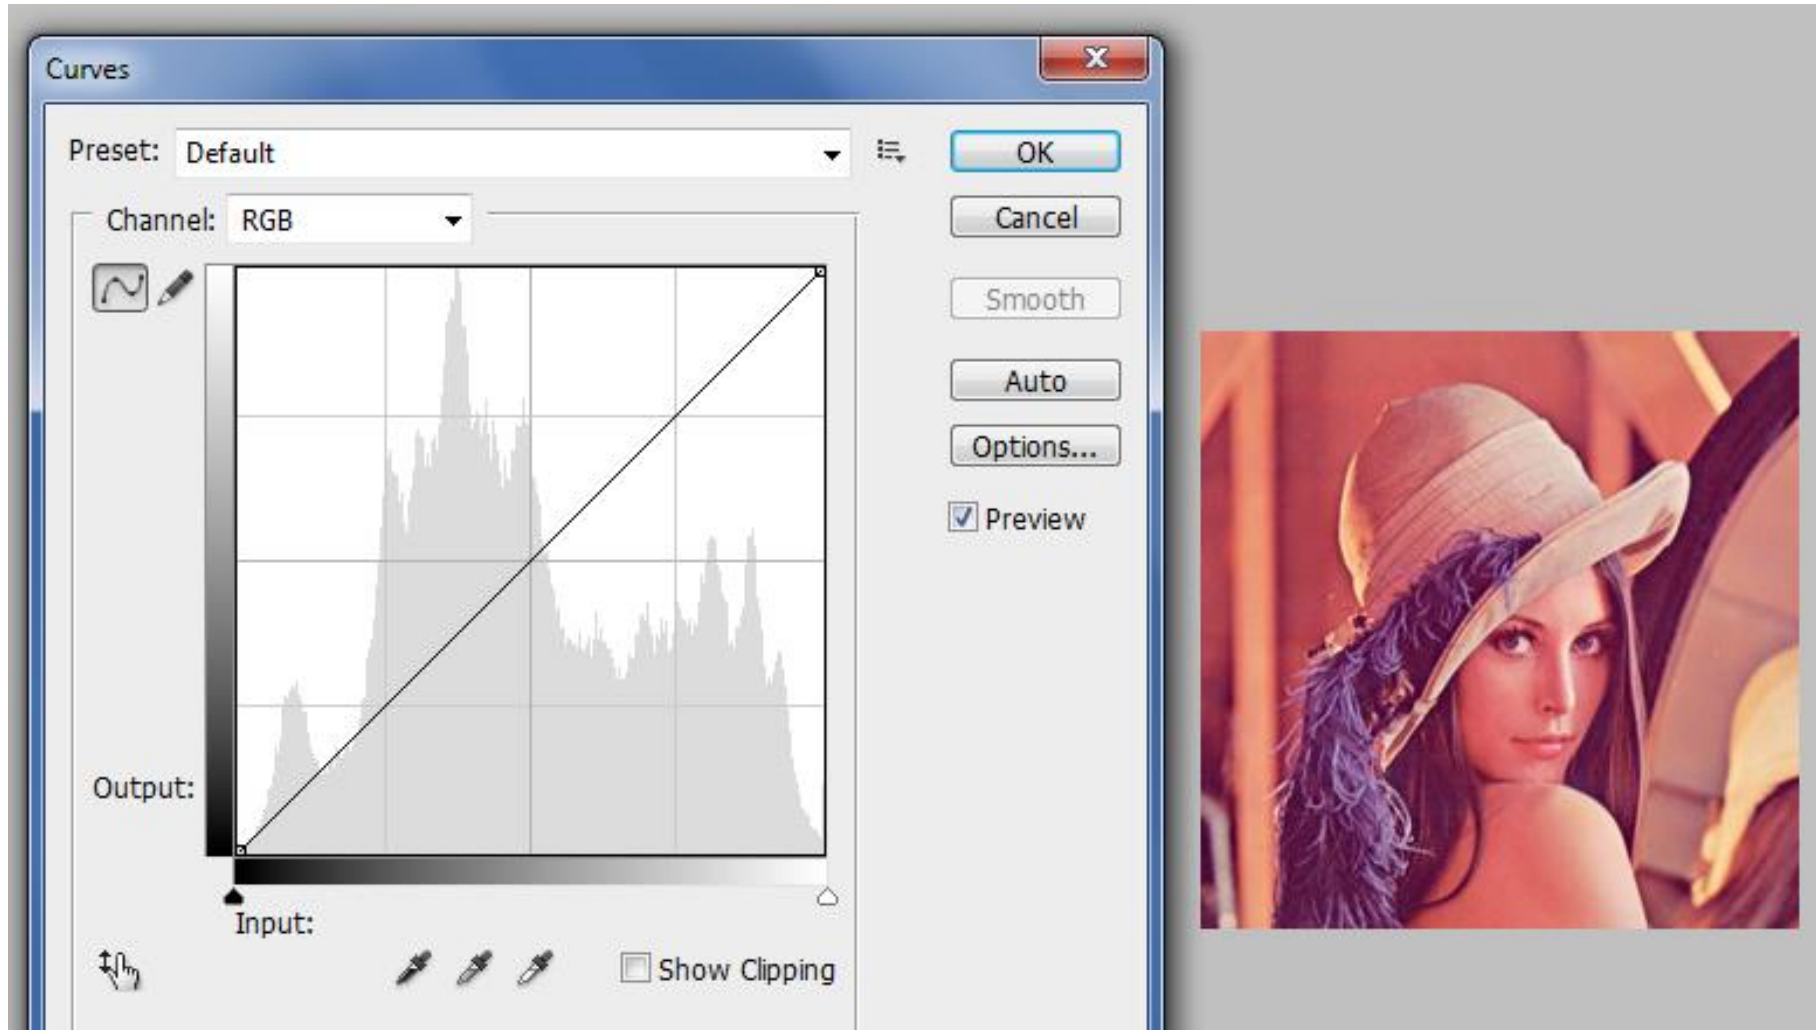 Curves
Preset: Default
OK
Channel: RGB
Cancel
Smooth
Auto
Options...
Preview
Output:
Input:
Show Clipping